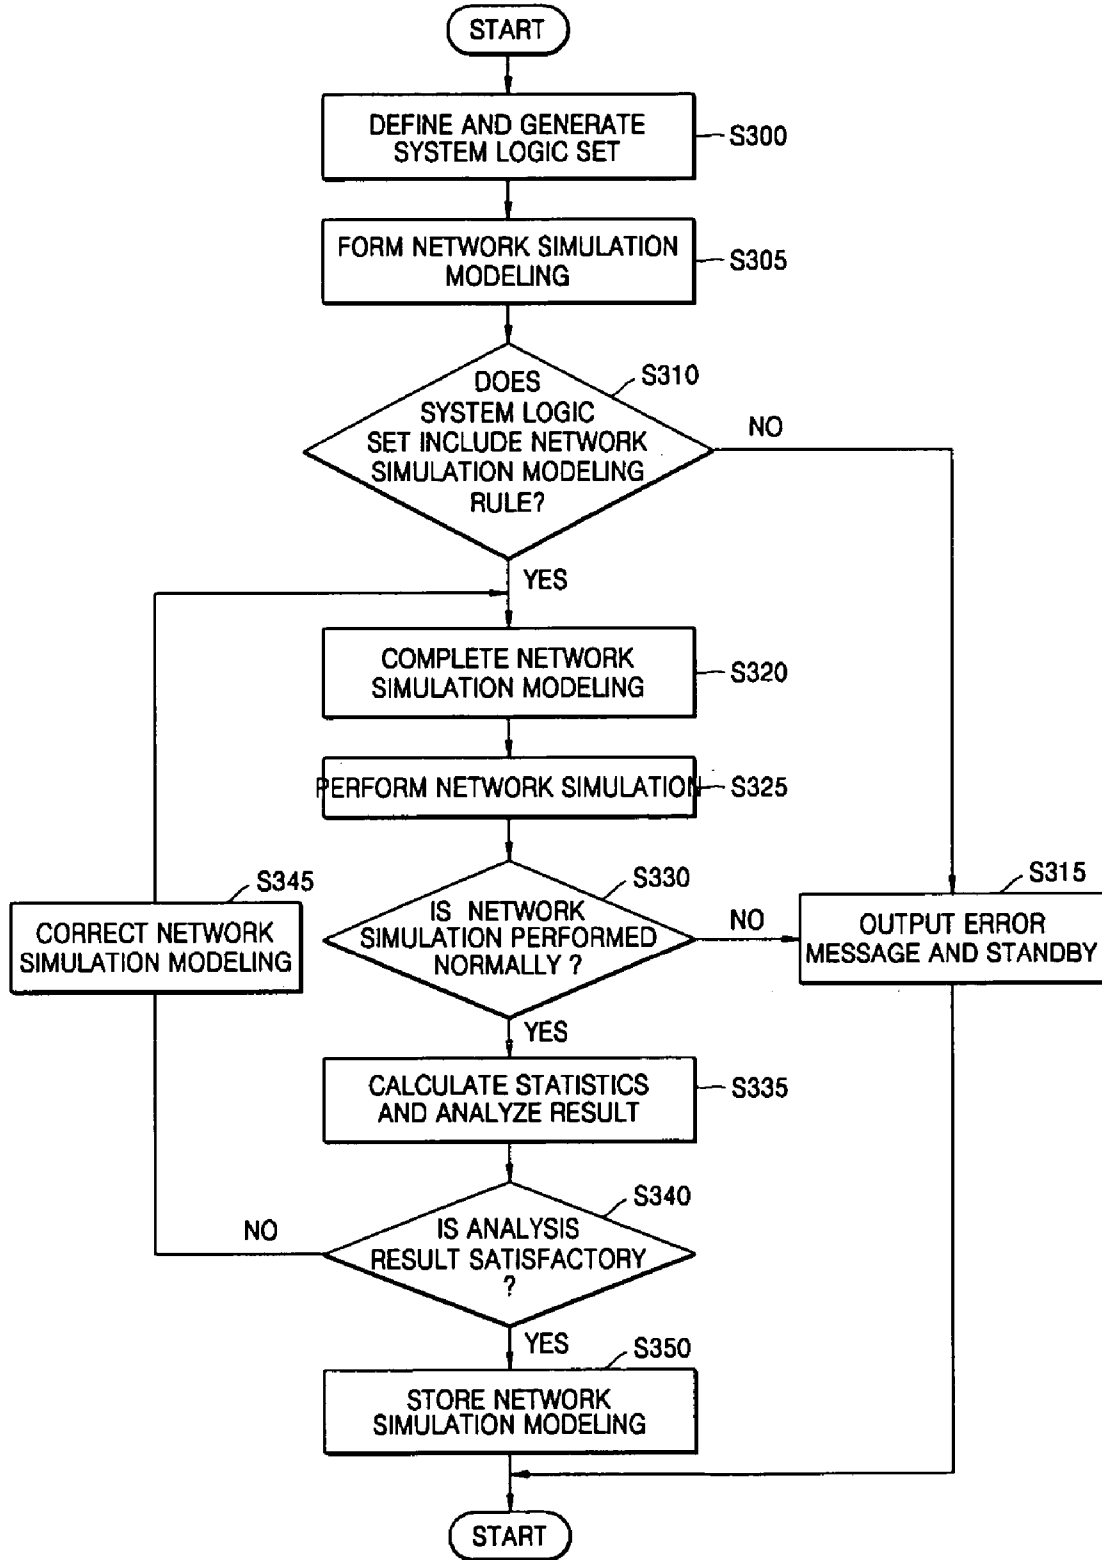 START
DEFINE AND GENERATE
SYSTEM LOGIC SET
S300
FORM NETWORK SIMULATION
MODELING
S305
DOES
SYSTEM LOGIC
SET INCLUDE NETWORK
SIMULATION MODELING
RULE?
S310
NO
YES
COMPLETE NETWORK
SIMULATION MODELING
S320
PERFORM NETWORK SIMULATION
S325
S345
CORRECT NETWORK
SIMULATION MODELING
IS NETWORK
SIMULATION PERFORMED
NORMALLY ?
S330
NO
S315
OUTPUT ERROR
MESSAGE AND STANDBY
YES
CALCULATE STATISTICS
AND ANALYZE RESULT
S335
IS ANALYSIS
RESULT SATISFACTORY
?
S340
NO
YES
S350
STORE NETWORK
SIMULATION MODELING
START